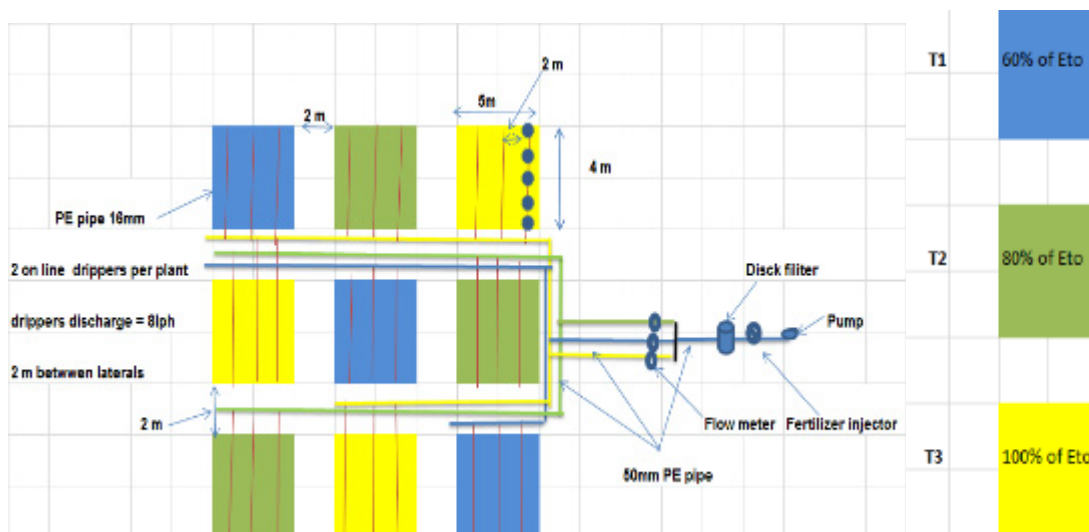 2 m
5m
2 m
4 m
PE pipe 16mm
2 on line drippers per plant
drippers discharge = 8lph
2 m betwwen laterals
2 m
Disck filiter
Pump
Flow meter
Fertilizer injector
50mm PE pipe
T1
60% of Eto
T2
80% of Eto
T3
100% of Eto